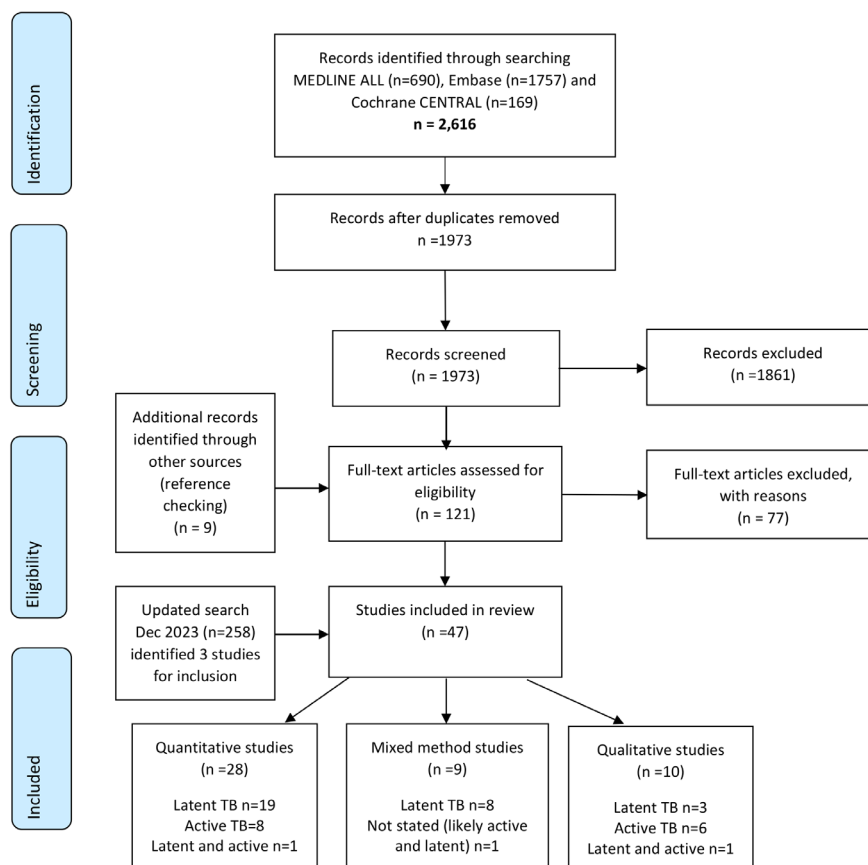 Identification
Records identified through searching
MEDLINE ALL (n=690), Embase (n=1757) and
Cochrane CENTRAL (n=169)
n = 2,616
Records after duplicates removed
n =1973
Screening
Records screened
(n = 1973)
Records excluded
(n =1861)
Additional records
identified through
other sources
(reference
checking)
(n = 9)
Eligibility
Full-text articles assessed for
eligibility
(n = 121)
Full-text articles excluded,
with reasons
(n = 77)
Updated search
Dec 2023 (n=258)
identified 3 studies
for inclusion
Studies included in review
(n =47)
Included
Quantitative studies
(n =28)
Latent TB n=19
Active TB=8
Latent and active n=1
Mixed method studies
(n =9)
Latent TB n=8
Not stated (likely active
and latent) n=1
Qualitative studies
(n =10)
Latent TB n=3
Active TB n=6
Latent and active n=1